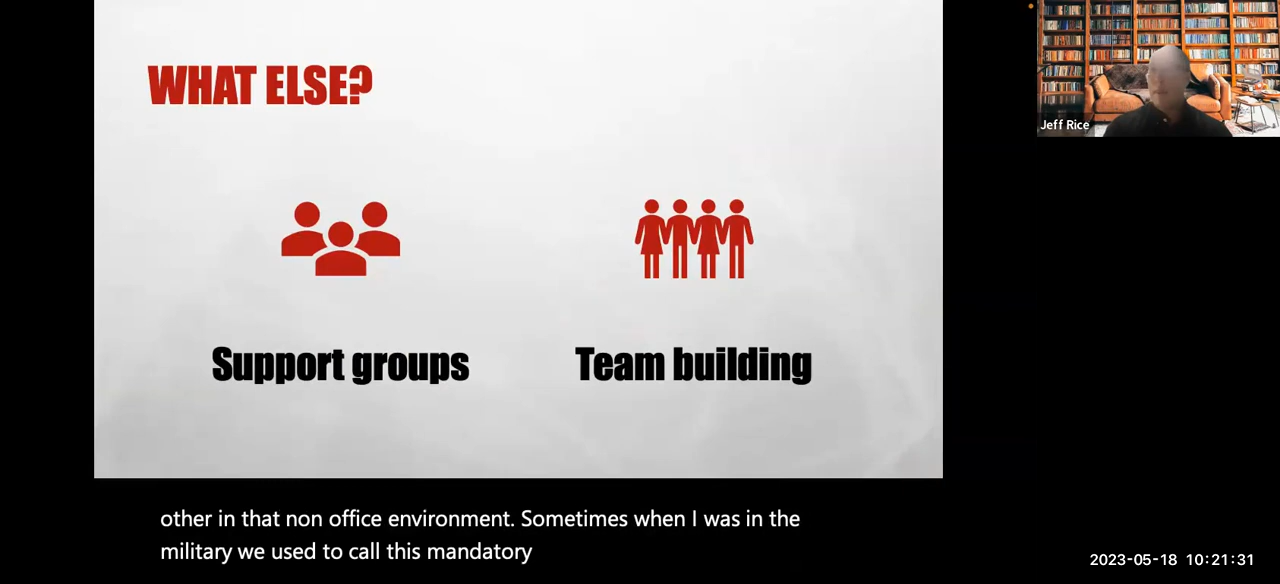 WHAT ELSE?
Jeff Rice
Support groups
Team building
other in that non office environment. Sometimes when I was in the
military we used to call this mandatory
2023-05-18 10:21:31